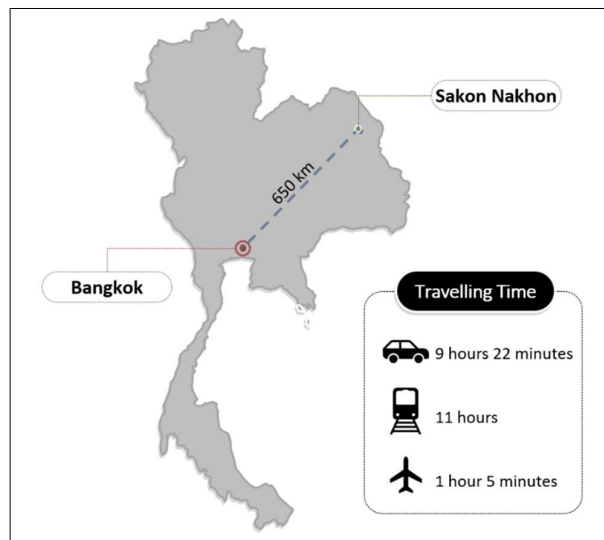 Sakon Nakhon
650 km
Bangkok
Travelling Time
9 hours 22 minutes
11 hours
1 hour 5 minutes